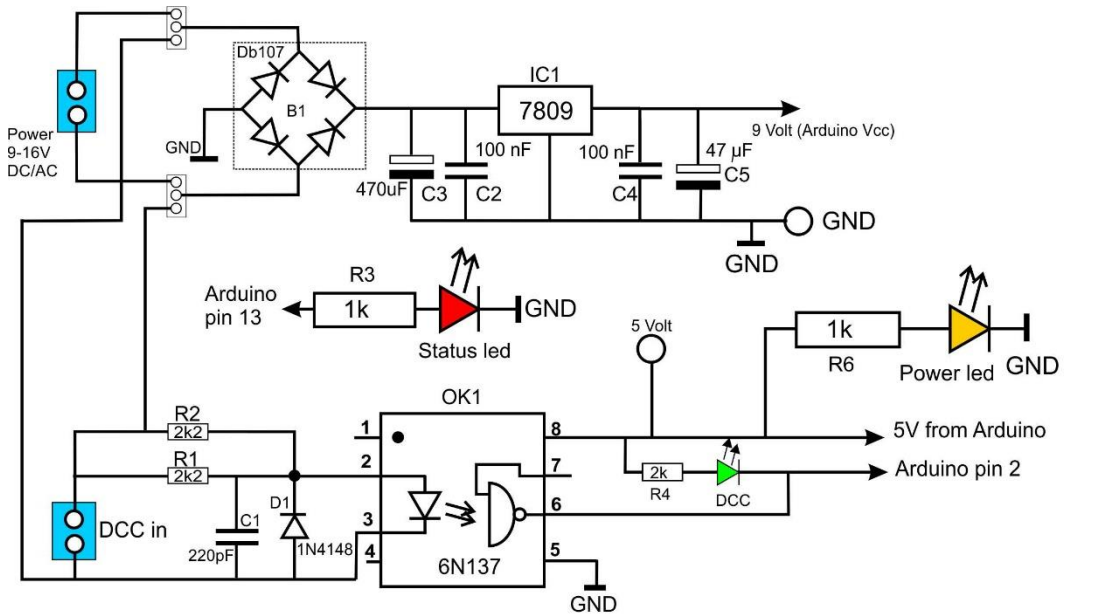 Db107
B1
GND
Power
9-16V
DC/AC
470uF
C3
100 nF
C2
IC1
7809
100 nF
C4
47 µF
C5
9 Volt (Arduino Vcc)
GND
GND
Arduino
pin 13
R3
1k
GND
Status led
5 Volt
1k
R6
Power led
GND
R2
2k2
R1
2k2
DCC in
C1
220pF
D1
1N4148
OK1
1
2
3
4
8
7
6
5
6N137
GND
2k
R4
DCC
5V from Arduino
Arduino pin 2